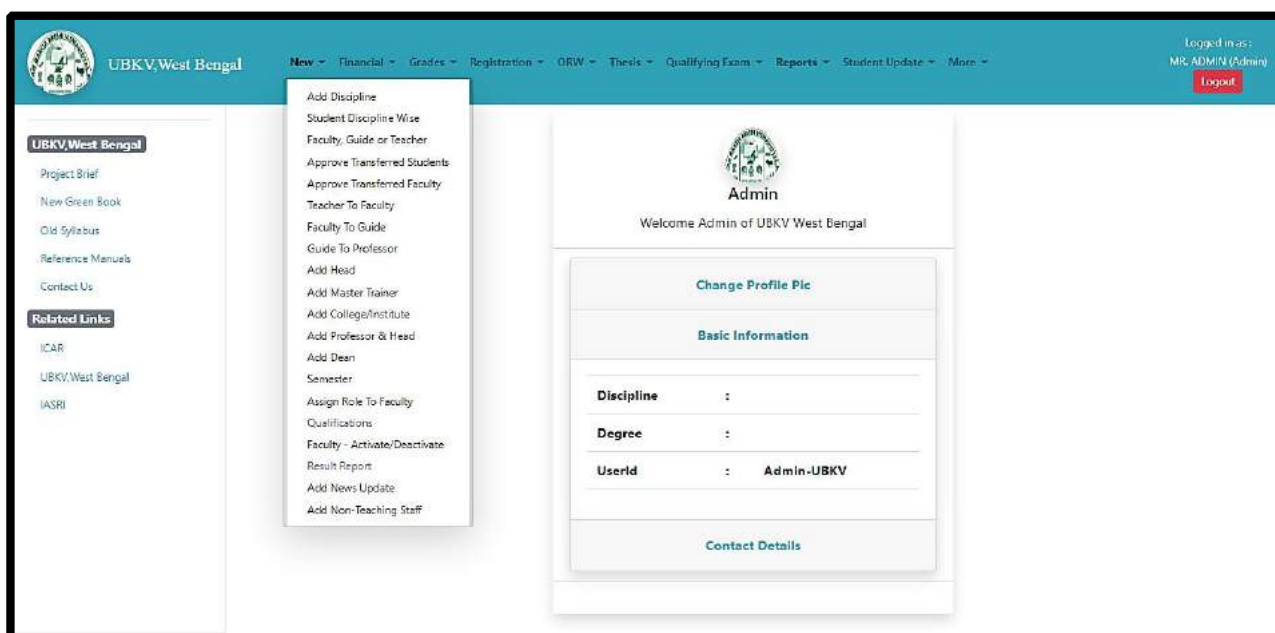 UBKV,West Bengal
New Financial Grades Registration ORW Thesis Qualifying Exam Reports Student Update More
Logged in as :
MR. ADMIN (Admin)
Logout
Add Discipline
Student Discipline Wise
Faculty, Guide or Teacher
Approve Transferred Students
Approve Transferred Faculty
Teacher To Faculty
Faculty To Guide
Guide To Professor
Add Head
Add Master Trainer
Add College/Institute
Add Professor & Head
Add Dean
Semester
Assign Role To Faculty
Qualifications
Faculty - Activate/Deactivate
Result Report
Add News Update
Add Non-Teaching Staff
UBKV,West Bengal
Project Brief
New Green Book
Old Syllabus
Reference Manuals
Contact Us
Related Links
ICAR
UBKV,West Bengal
IASRI
Admin
Welcome Admin of UBKV West Bengal
Change Profile Pic
Basic Information
Discipline :
Degree :
UserId : Admin-UBKV
Contact Details